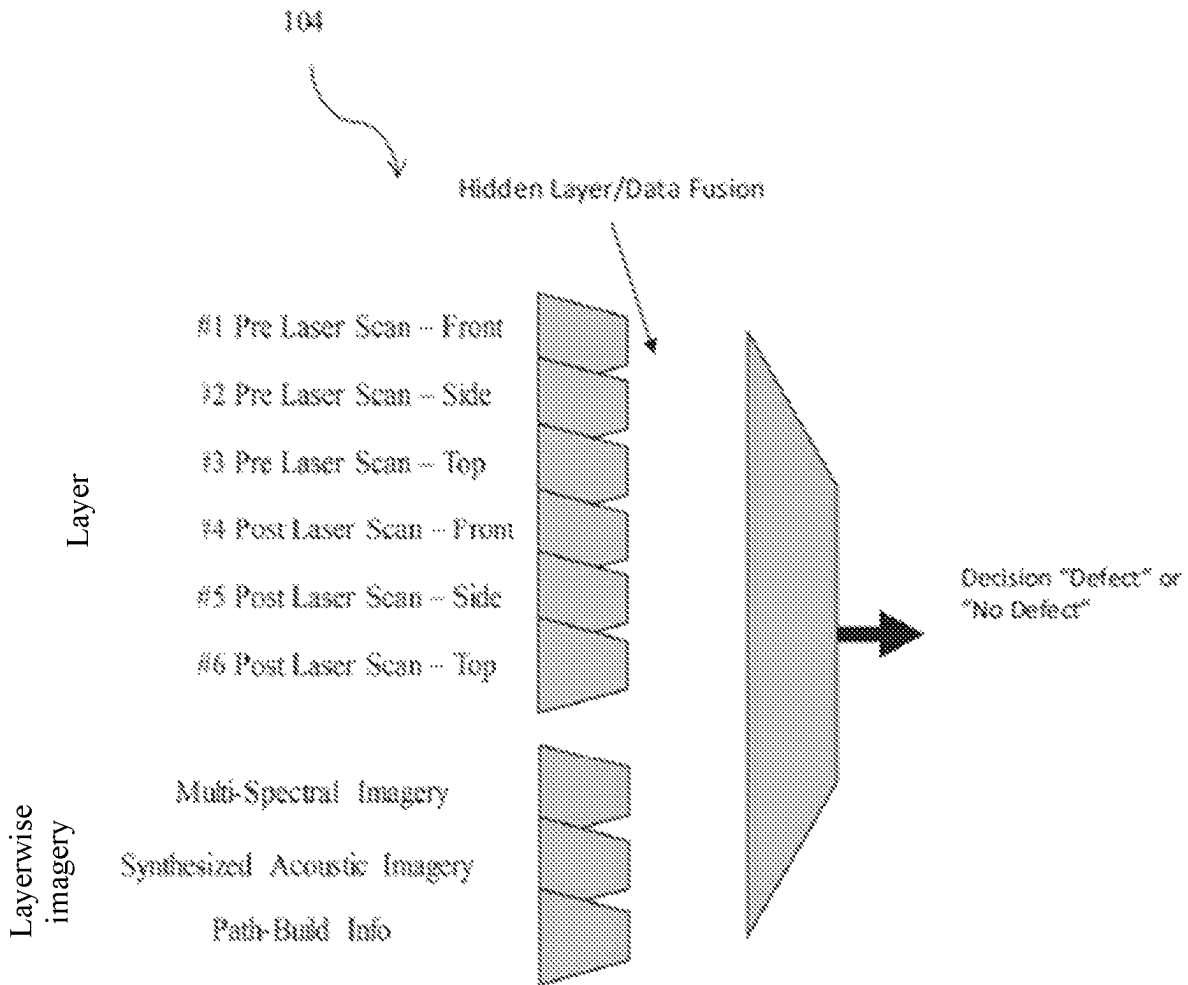 104
Hidden Layer/Data Fusion
#1 Pre Laser Scan – Front
#2 Pre Laser Scan – Side
#3 Pre Laser Scan – Top
#4 Post Laser Scan – Front
#5 Post Laser Scan – Side
#6 Post Laser Scan – Top
Layer
Decision "Defect" or
"No Defect"
Multi-Spectral Imagery
Synthesized Acoustic Imagery
Path-Build Info
Layerwise
imagery